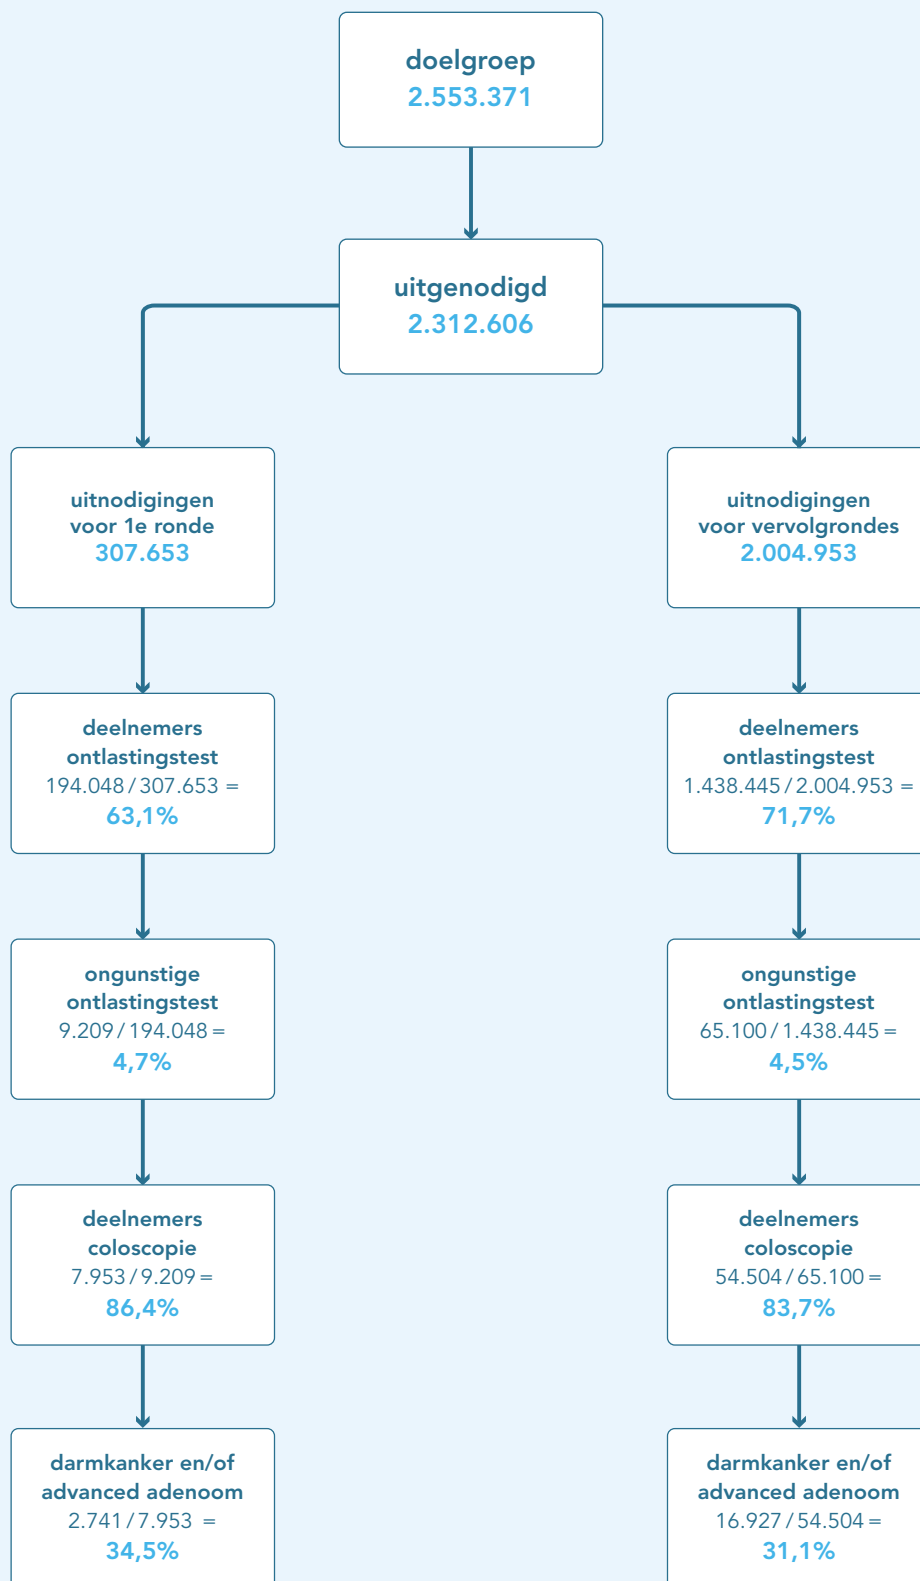 doelgroep
2.553.371
uitgenodigd
2.312.606
uitnodigingen
voor 1e ronde
307.653
deelnemers
ontlastingstest
194.048 / 307.653 =
63,1%
ongunstige
ontlastingstest
9.209 / 194.048 =
4,7%
deelnemers
coloscopie
7.953 / 9.209 =
86,4%
darmkanker en/of
advanced adenoom
2.741 / 7.953 =
34,5%
uitnodigingen
voor vervolgrondes
2.004.953
deelnemers
ontlastingstest
1.438.445 / 2.004.953 =
71,7%
ongunstige
ontlastingstest
65.100 / 1.438.445 =
4,5%
deelnemers
coloscopie
54.504 / 65.100 =
83,7%
darmkanker en/of
advanced adenoom
16.927 / 54.504 =
31,1%